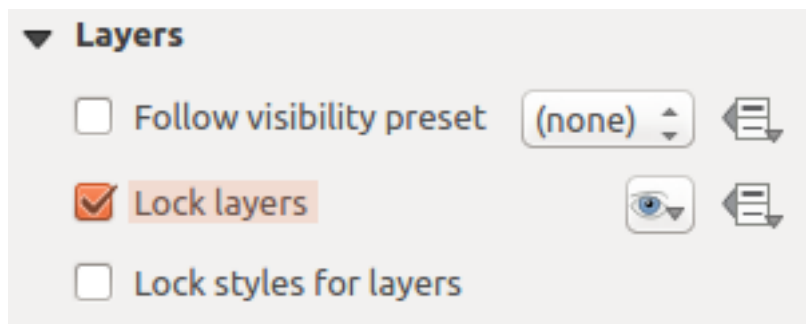 Layers
Follow visibility preset (none)
Lock layers
Lock styles for layers